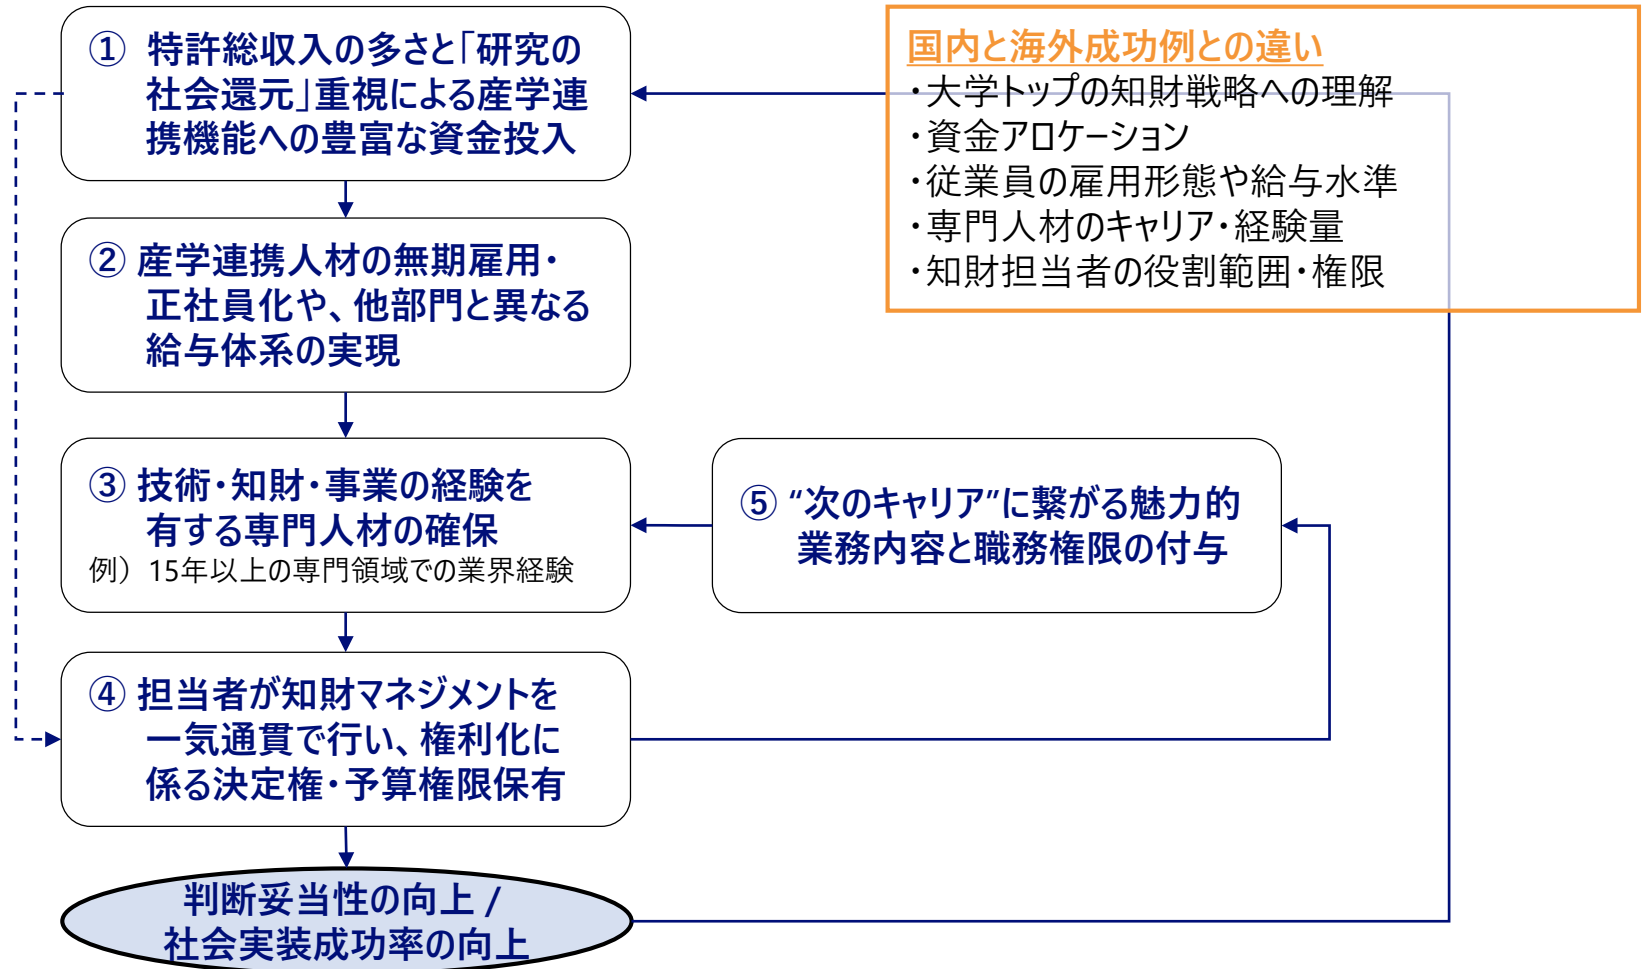 ① 特許総収入の多さと「研究の
社会還元」重視による産学連
携機能への豊富な資金投入
国内と海外成功例との違い
・大学トップの知財戦略への理解
・資金アロケーション
・従業員の雇用形態や給与水準
・専門人材のキャリア・経験量
・知財担当者の役割範囲・権限
② 産学連携人材の無期雇用・
正社員化や、他部門と異なる
給与体系の実現
③ 技術・知財・事業の経験を
有する専門人材の確保
例） 15年以上の専門領域での業界経験
⑤ “次のキャリア”に繋がる魅力的
業務内容と職務権限の付与
④ 担当者が知財マネジメントを
一気通貫で行い、権利化に
係る決定権・予算権限保有
判断妥当性の向上 /
社会実装成功率の向上